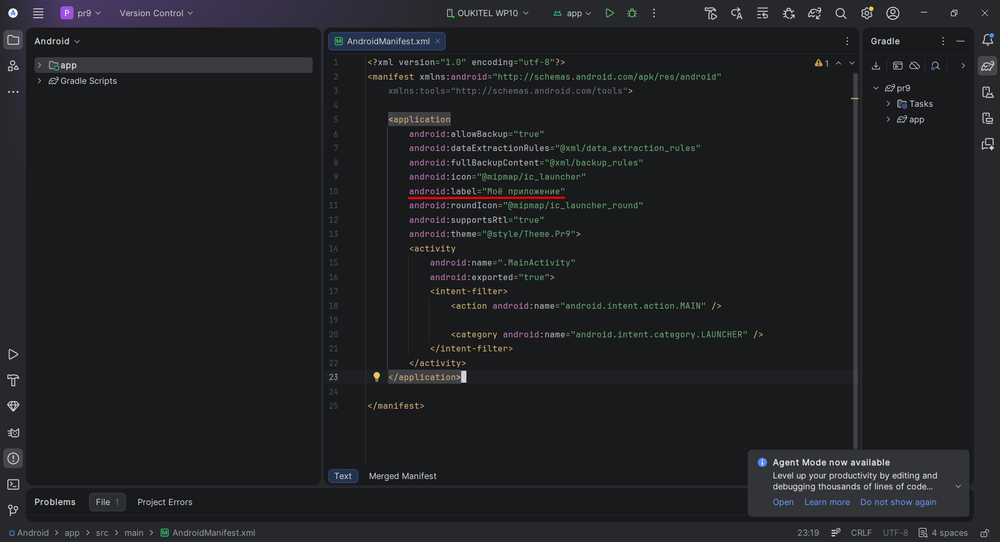 P pr9 Version Control OUKITEL WP10 app
Android
app
Gradle Scripts
AndroidManifest.xml
1 <?xml version="1.0" encoding="utf-8"?>
2 <manifest xmlns:android="http://schemas.android.com/apk/res/android"
3 xmlns:tools="http://schemas.android.com/tools">
4
5 <application
6 android:allowBackup="true"
7 android:dataExtractionRules="@xml/data_extraction_rules"
8 android:fullBackupContent="@xml/backup_rules"
9 android:icon="@mipmap/ic_launcher"
10 android:label="Моё приложение"
11 android:roundIcon="@mipmap/ic_launcher_round"
12 android:supportsRtl="true"
13 android:theme="@style/Theme.Pr9">
14 <activity
15 android:name=".MainActivity"
16 android:exported="true">
17 <intent-filter>
18 <action android:name="android.intent.action.MAIN" />
19
20 <category android:name="android.intent.category.LAUNCHER" />
21 </intent-filter>
22 </activity>
23 </application>
24
25 </manifest>
1
Text Merged Manifest
Gradle
pr9
Tasks
app
Agent Mode now available
Level up your productivity by editing and
debugging thousands of lines of code...
Open Learn more Do not show again
Problems File 1 Project Errors
Android > app > src > main > M AndroidManifest.xml
23:19 CRLF UTF-8 4 spaces